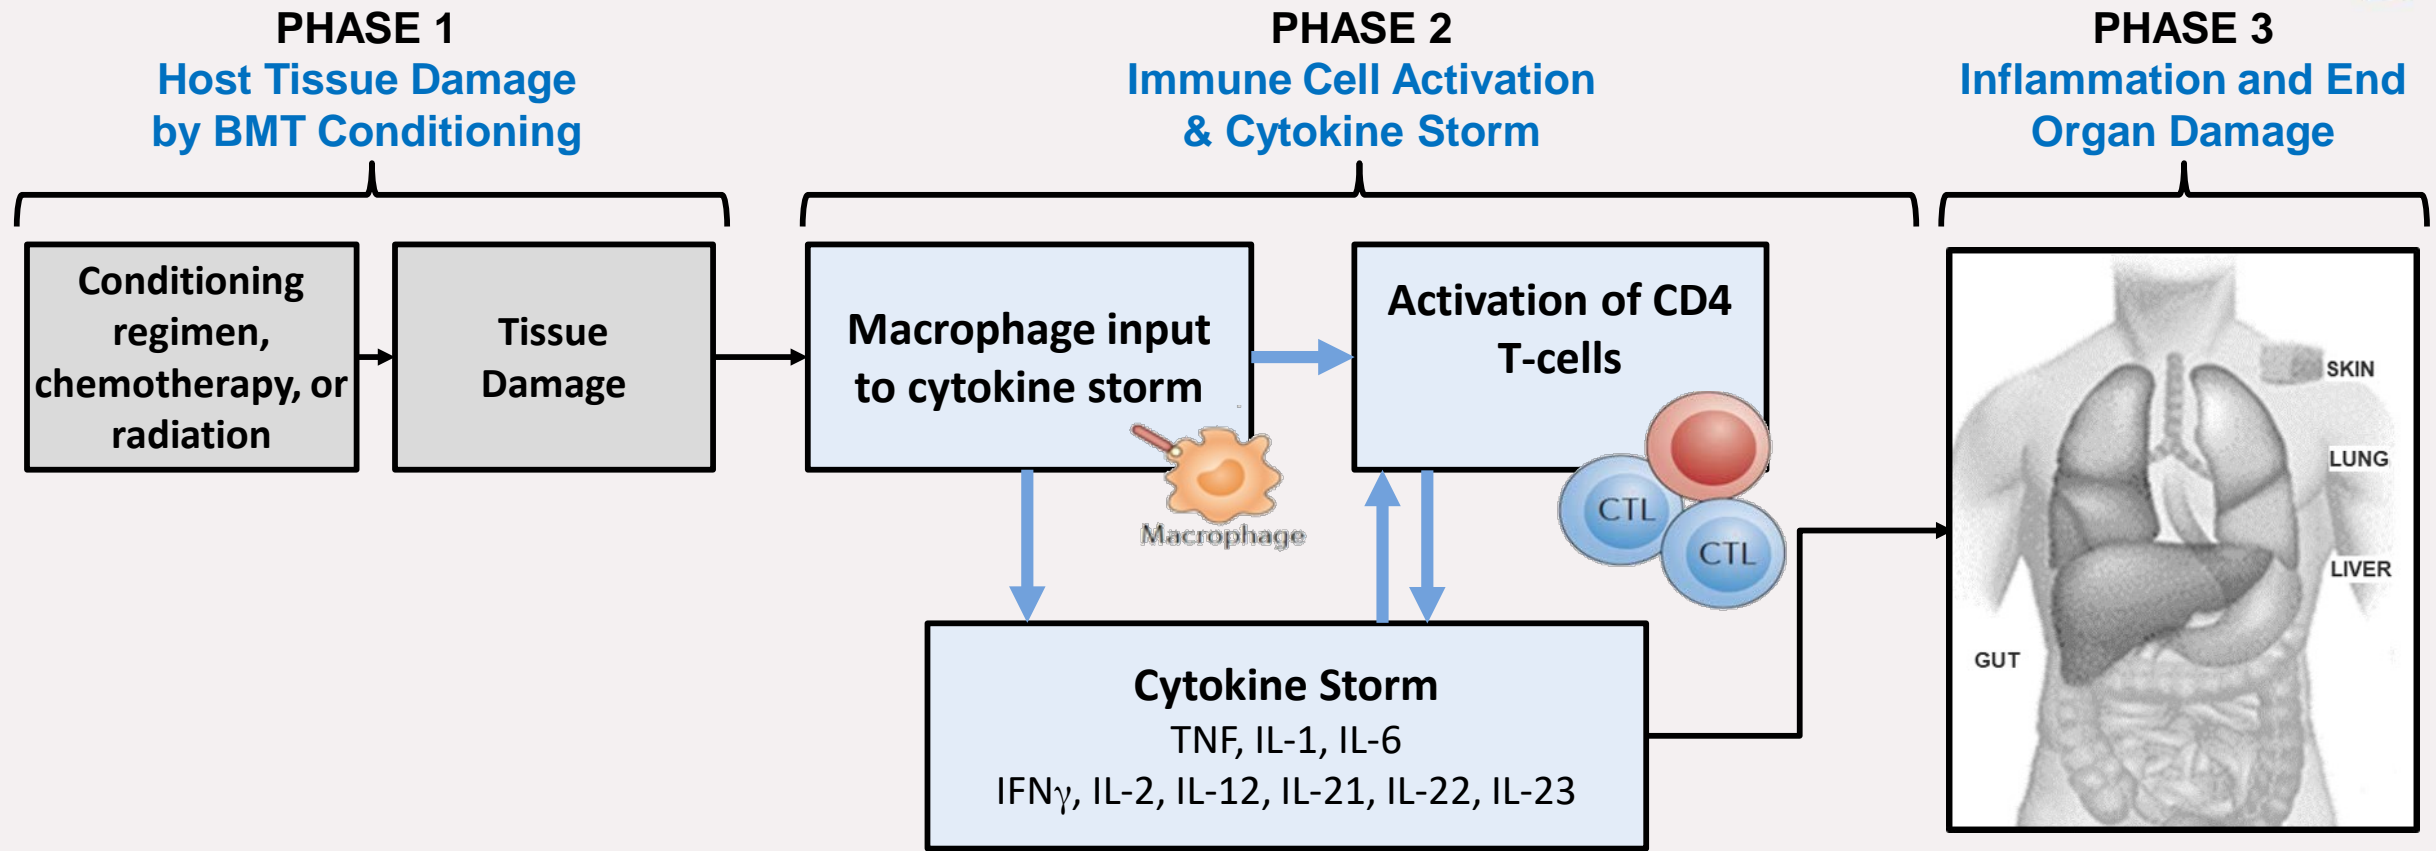 PHASE 1
Host Tissue Damage
by BMT Conditioning
PHASE 2
Immune Cell Activation
& Cytokine Storm
PHASE 3
Inflammation and End
Organ Damage
Conditioning
regimen,
chemotherapy, or
radiation
Tissue
Damage
Macrophage input
to cytokine storm
Macrophage
Activation of CD4
T-cells
CTL
CTL
Cytokine Storm
TNF, IL-1, IL-6
IFNγ, IL-2, IL-12, IL-21, IL-22, IL-23
SKIN
LUNG
LIVER
GUT